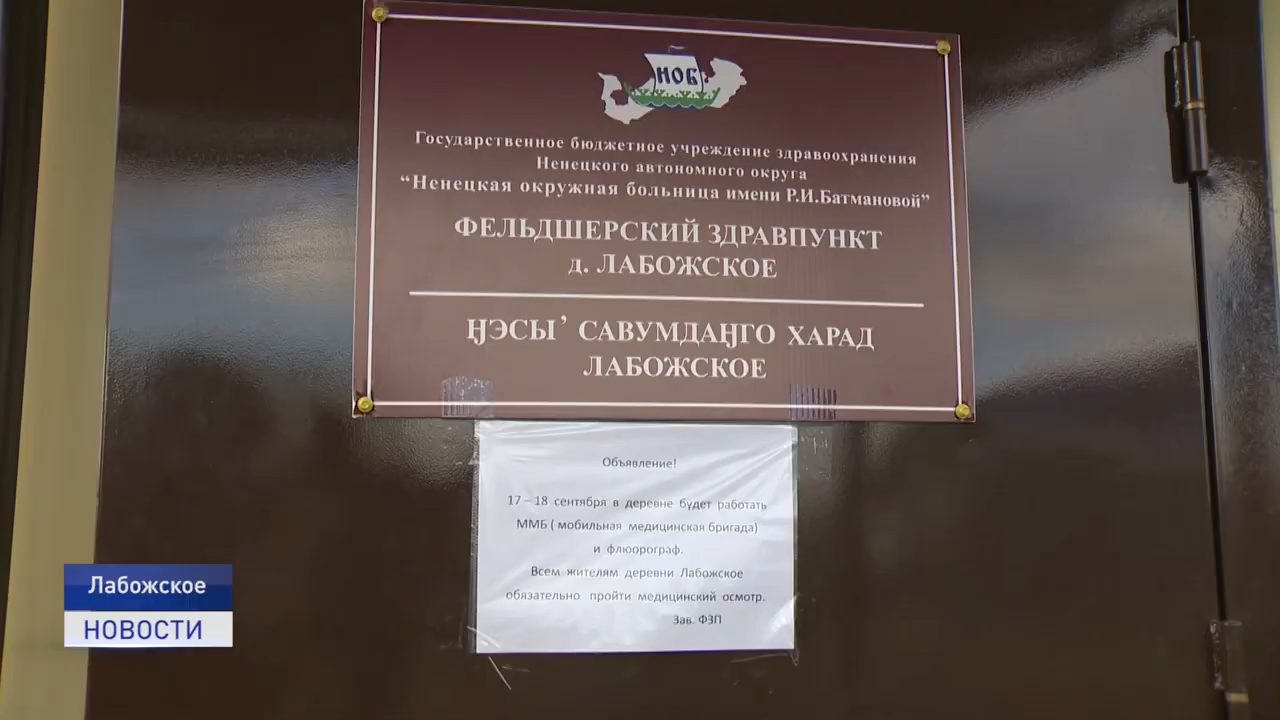 НОБ
Государственное бюджетное учреждение здравоохранения
Ненецкого автономного округа
“Ненецкая окружная больница имени Р.И.Батмановой”
ФЕЛЬДШЕРСКИЙ ЗДРАВПУНКТ
д. ЛАБОЖСКОЕ
ӇЭСЫ’ САВУМДАӇГО ХАРАД
ЛАБОЖСКОЕ
Объявление!
17 – 18 сентября в деревне будет работать
ММБ ( мобильная медицинская бригада)
и флюорограф.
Всем жителям деревни Лабожское
обязательно пройти медицинский осмотр.
Зав. ФЗП
Лабожское
НОВОСТИ